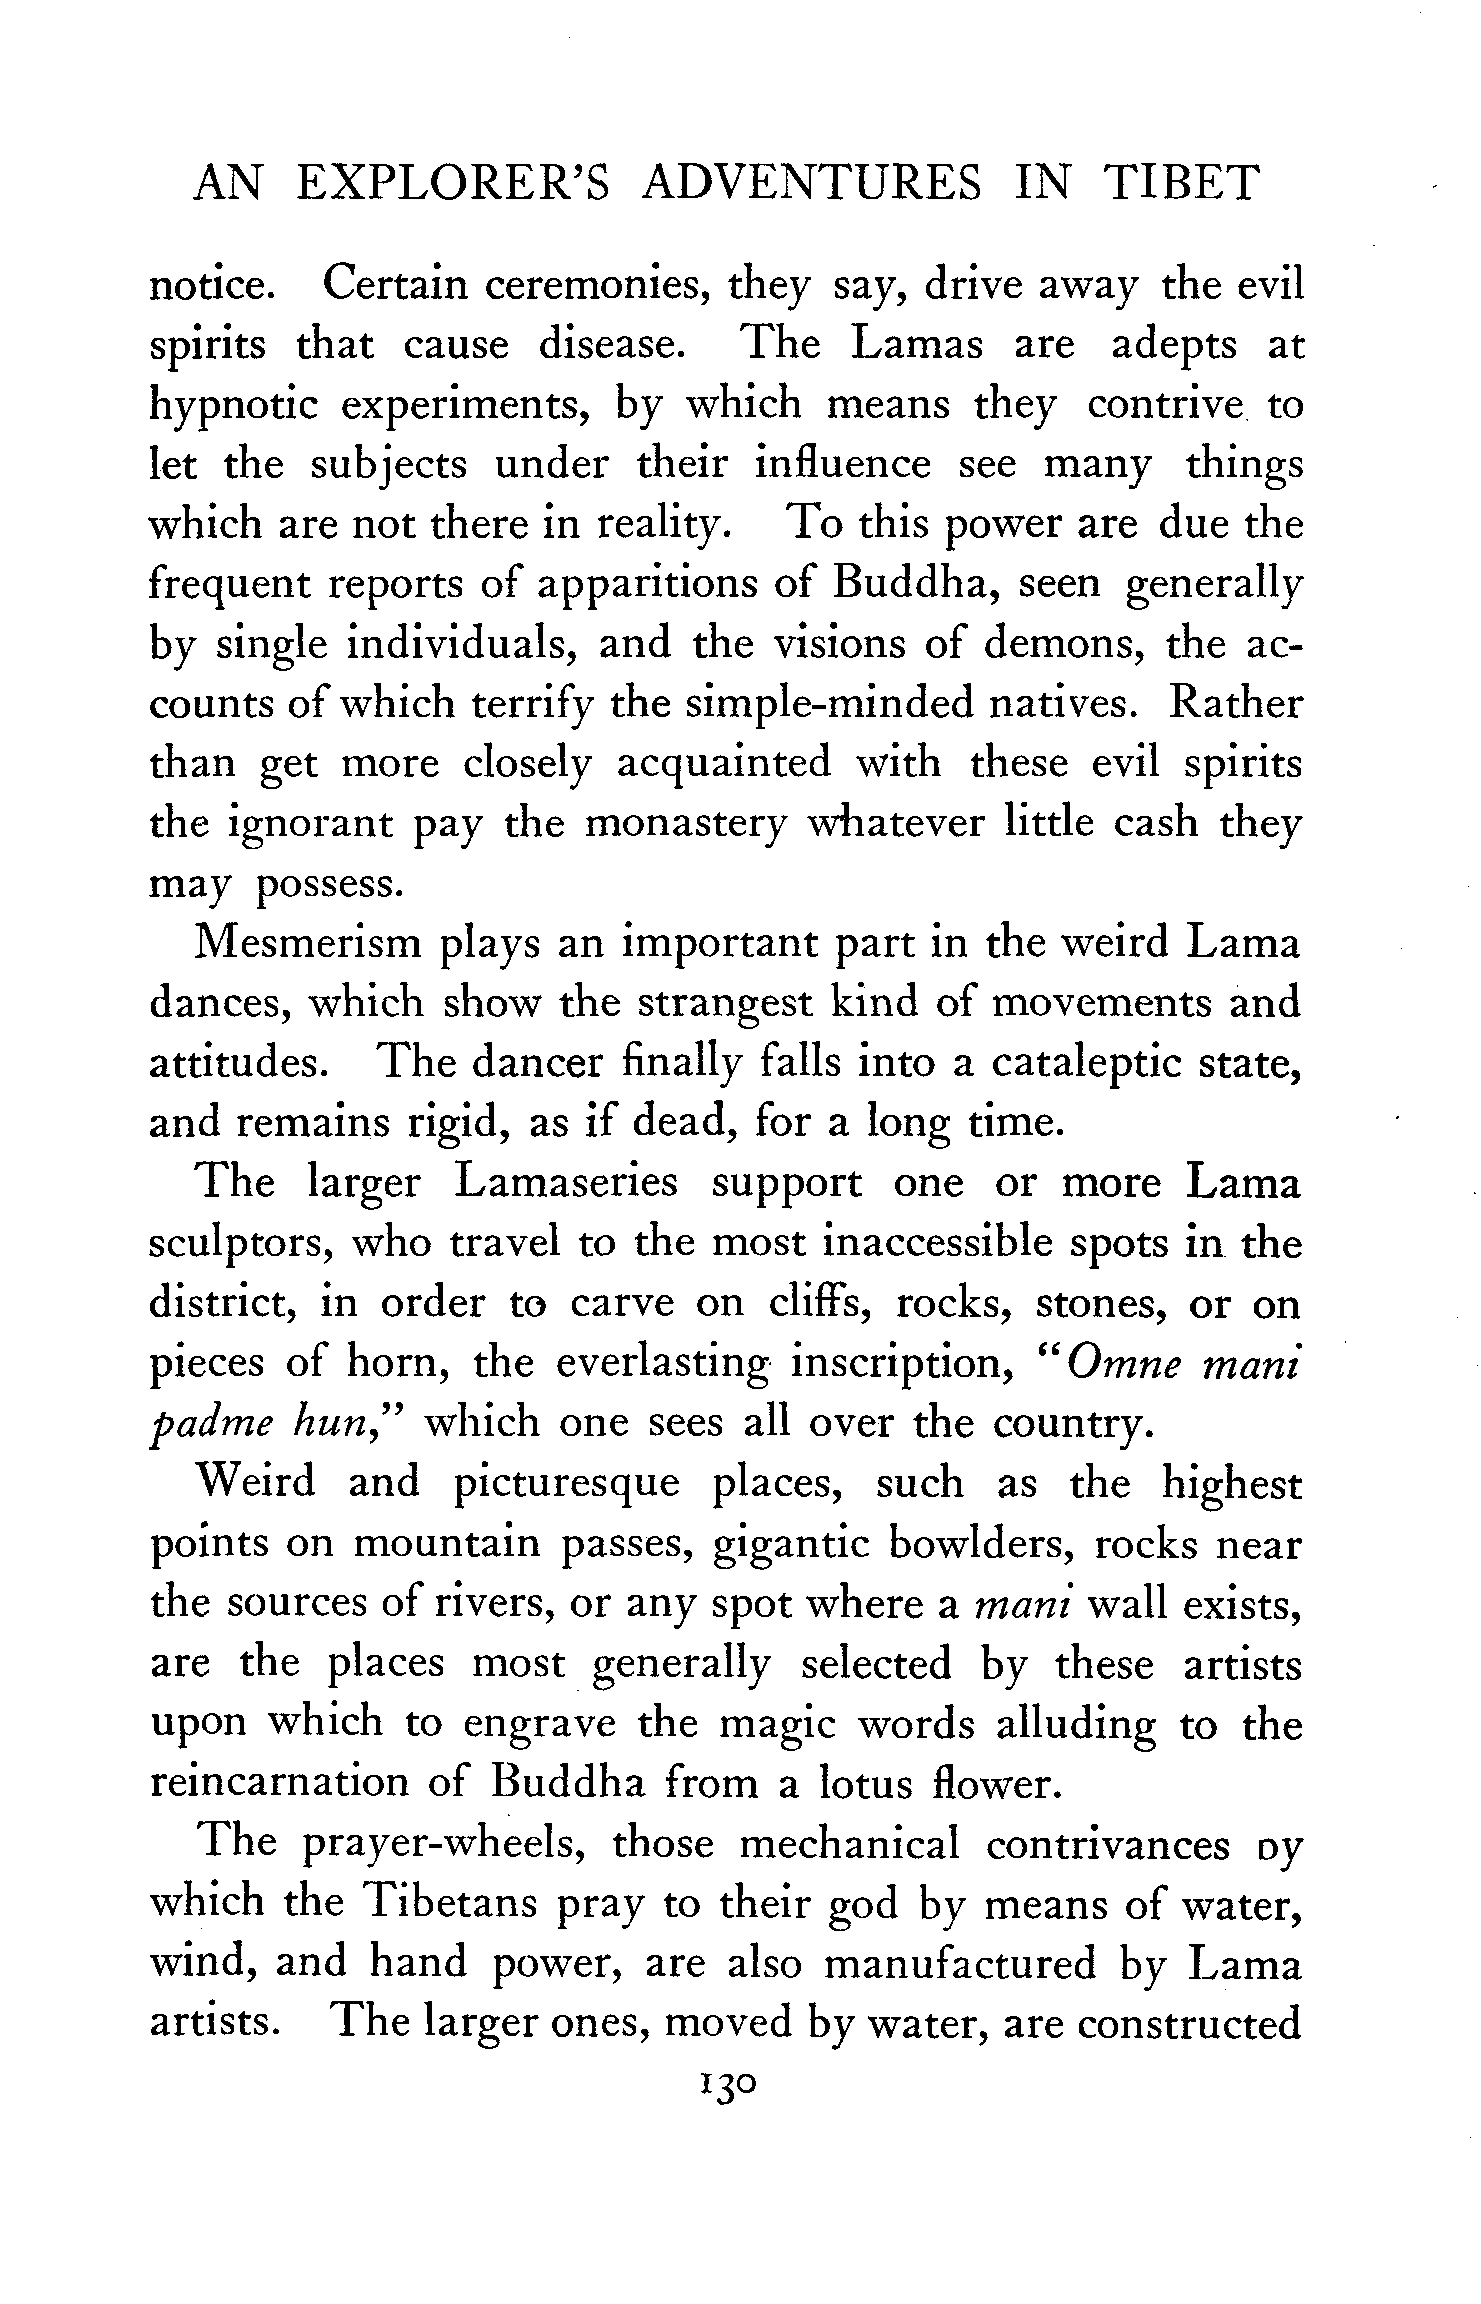 AN EXPLORER'S ADVENTURES IN TIBET
notice. Certain ceremonies, they say, drive away the evil
spirits that cause disease. The Lamas are adepts at
hypnotic experiments, by which means they contrive to
let the subjects under their influence see many things
which are not there in reality. To this power are due the
frequent reports of apparitions of Buddha, seen generally
by single individuals, and the visions of demons, the ac-
counts of which terrify the simple-minded natives. Rather
than get more closely acquainted with these evil spirits
the ignorant pay the monastery whatever little cash they
may possess.
Mesmerism plays an important part in the weird Lama
dances, which show the strangest kind of movements and
attitudes. The dancer finally falls into a cataleptic state,
and remains rigid, as if dead, for a long time.
The larger Lamaseries support one or more Lama
sculptors, who travel to the most inaccessible spots in the
district, in order to carve on cliffs, rocks, stones, or on
pieces of horn, the everlasting inscription, "Omne mani
padme hun," which one sees all over the country.
Weird and picturesque places, such as the highest
points on mountain passes, gigantic bowlders, rocks near
the sources of rivers, or any spot where a mani wall exists,
are the places most generally selected by these artists
upon which to engrave the magic words alluding to the
reincarnation of Buddha from a lotus flower.
The prayer-wheels, those mechanical contrivances by
which the Tibetans pray to their god by means of water,
wind, and hand power, are also manufactured by Lama
artists. The larger ones, moved by water, are constructed
130